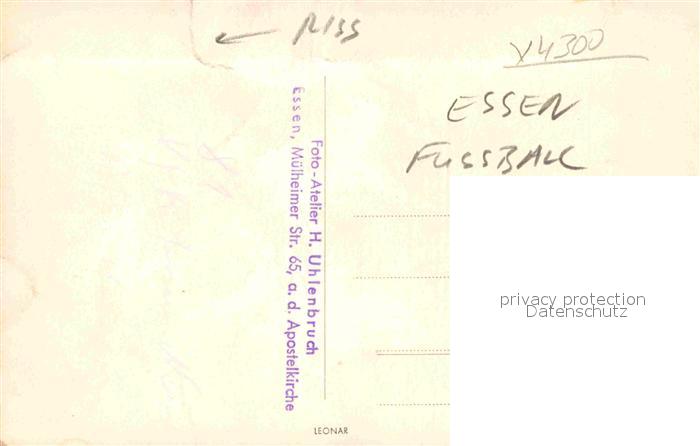 RISS
X4300
ESSEN
FUSSBALL
Foto-Atelier H. Uhlenbruch
Essen, Mülheimer Str. 65, a. d. Apostelkirche
privacy protection
Datenschutz
LEONAR